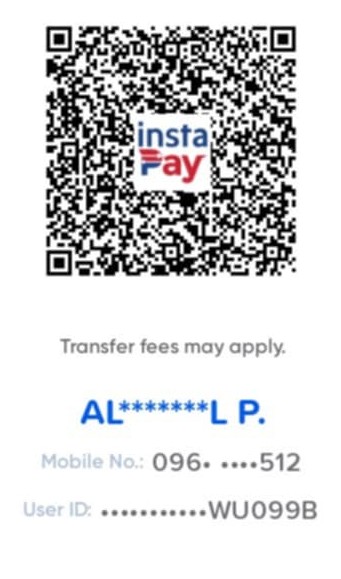 insta
Pay
Transfer fees may apply.
AL*******L P.
Mobile No.: 096• ••••512
User ID: •••••••••••WU099B